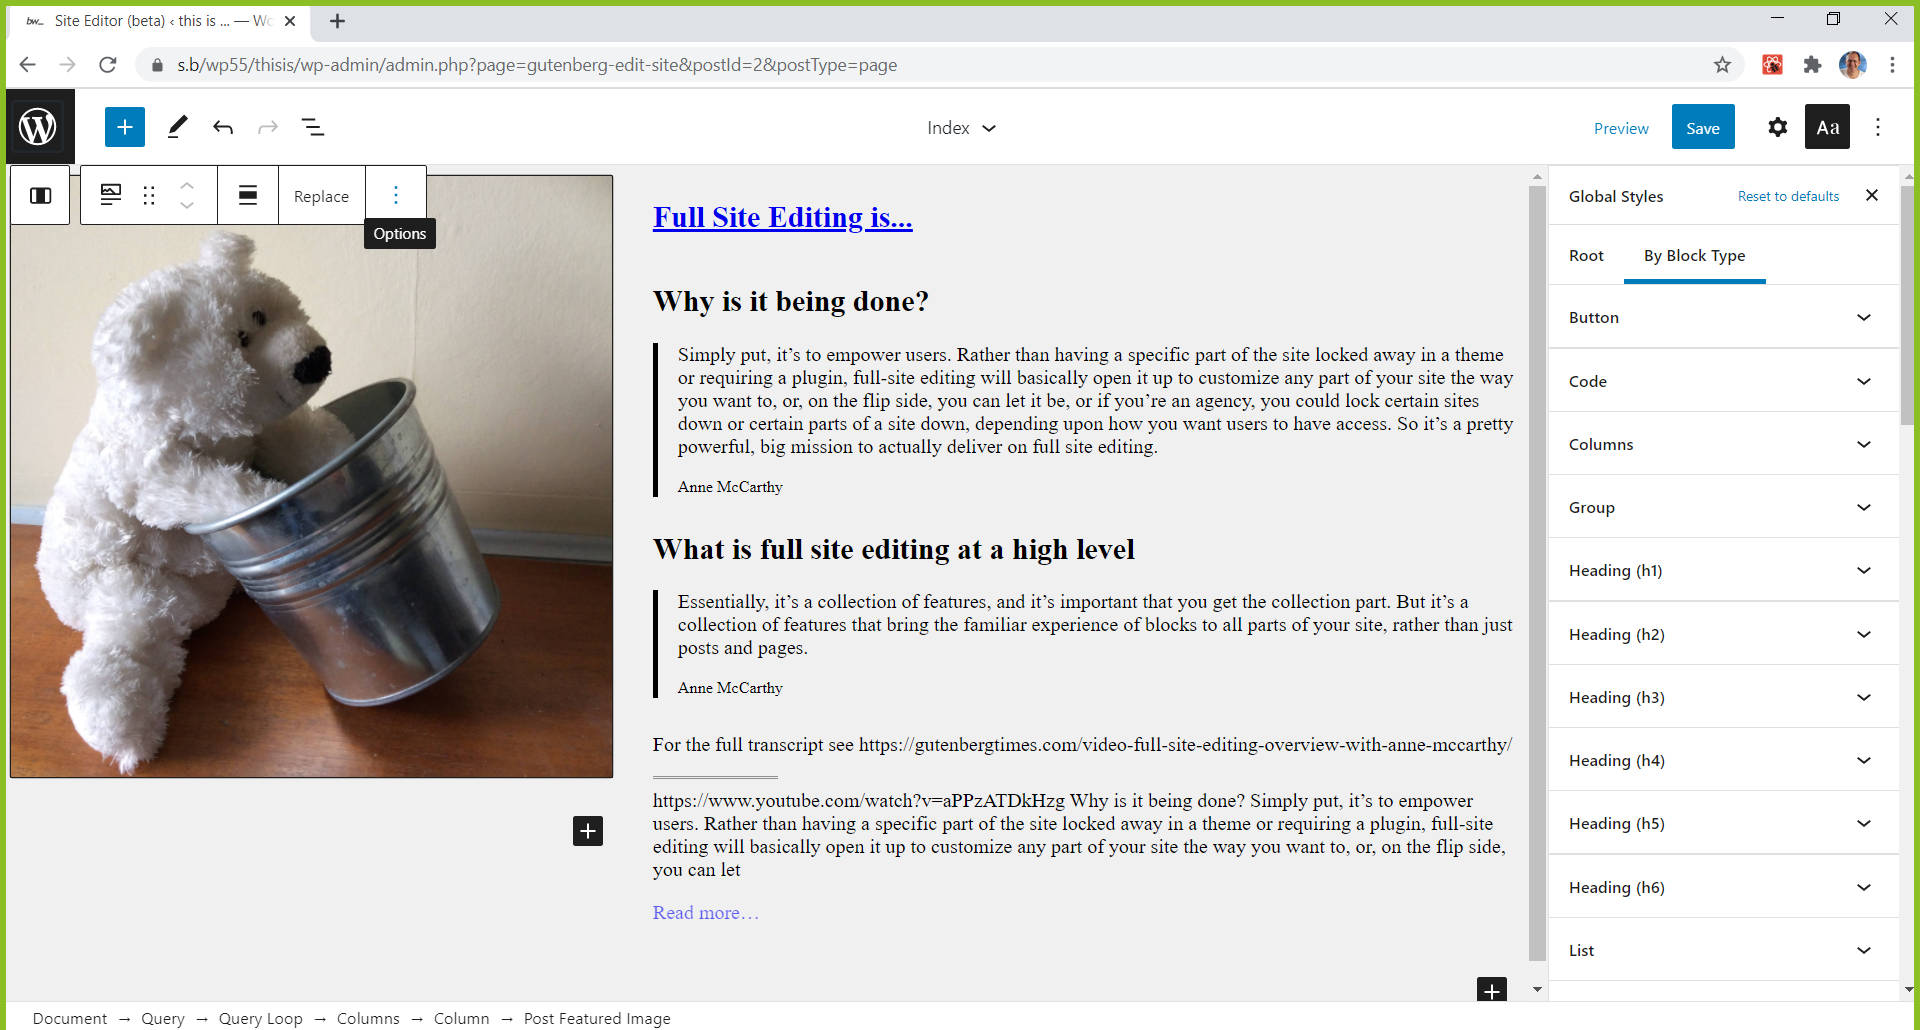 bw_ Site Editor (beta) ‹ this is ... — Wo
s.b/wp55/thisis/wp-admin/admin.php?page=gutenberg-edit-site&postId=2&postType=page
Index
Preview
Save
Aa
Replace
Options
Full Site Editing is...
Why is it being done?
Simply put, it’s to empower users. Rather than having a specific part of the site locked away in a theme
or requiring a plugin, full-site editing will basically open it up to customize any part of your site the way
you want to, or, on the flip side, you can let it be, or if you’re an agency, you could lock certain sites
down or certain parts of a site down, depending upon how you want users to have access. So it’s a pretty
powerful, big mission to actually deliver on full site editing.
Anne McCarthy
What is full site editing at a high level
Essentially, it’s a collection of features, and it’s important that you get the collection part. But it’s a
collection of features that bring the familiar experience of blocks to all parts of your site, rather than just
posts and pages.
Anne McCarthy
For the full transcript see https://gutenbergtimes.com/video-full-site-editing-overview-with-anne-mccarthy/
https://www.youtube.com/watch?v=aPPzATDkHzg Why is it being done? Simply put, it’s to empower
users. Rather than having a specific part of the site locked away in a theme or requiring a plugin, full-site
editing will basically open it up to customize any part of your site the way you want to, or, on the flip side,
you can let
Read more…
Global Styles
Reset to defaults
Root
By Block Type
Button
Code
Columns
Group
Heading (h1)
Heading (h2)
Heading (h3)
Heading (h4)
Heading (h5)
Heading (h6)
List
Document → Query → Query Loop → Columns → Column → Post Featured Image